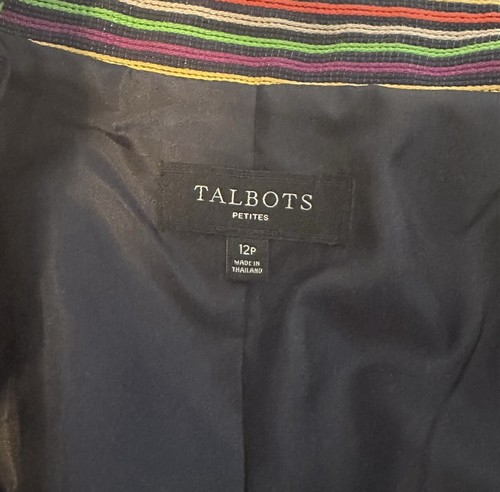 TALBOTS
PETITES
12P
MADE IN
THAILAND